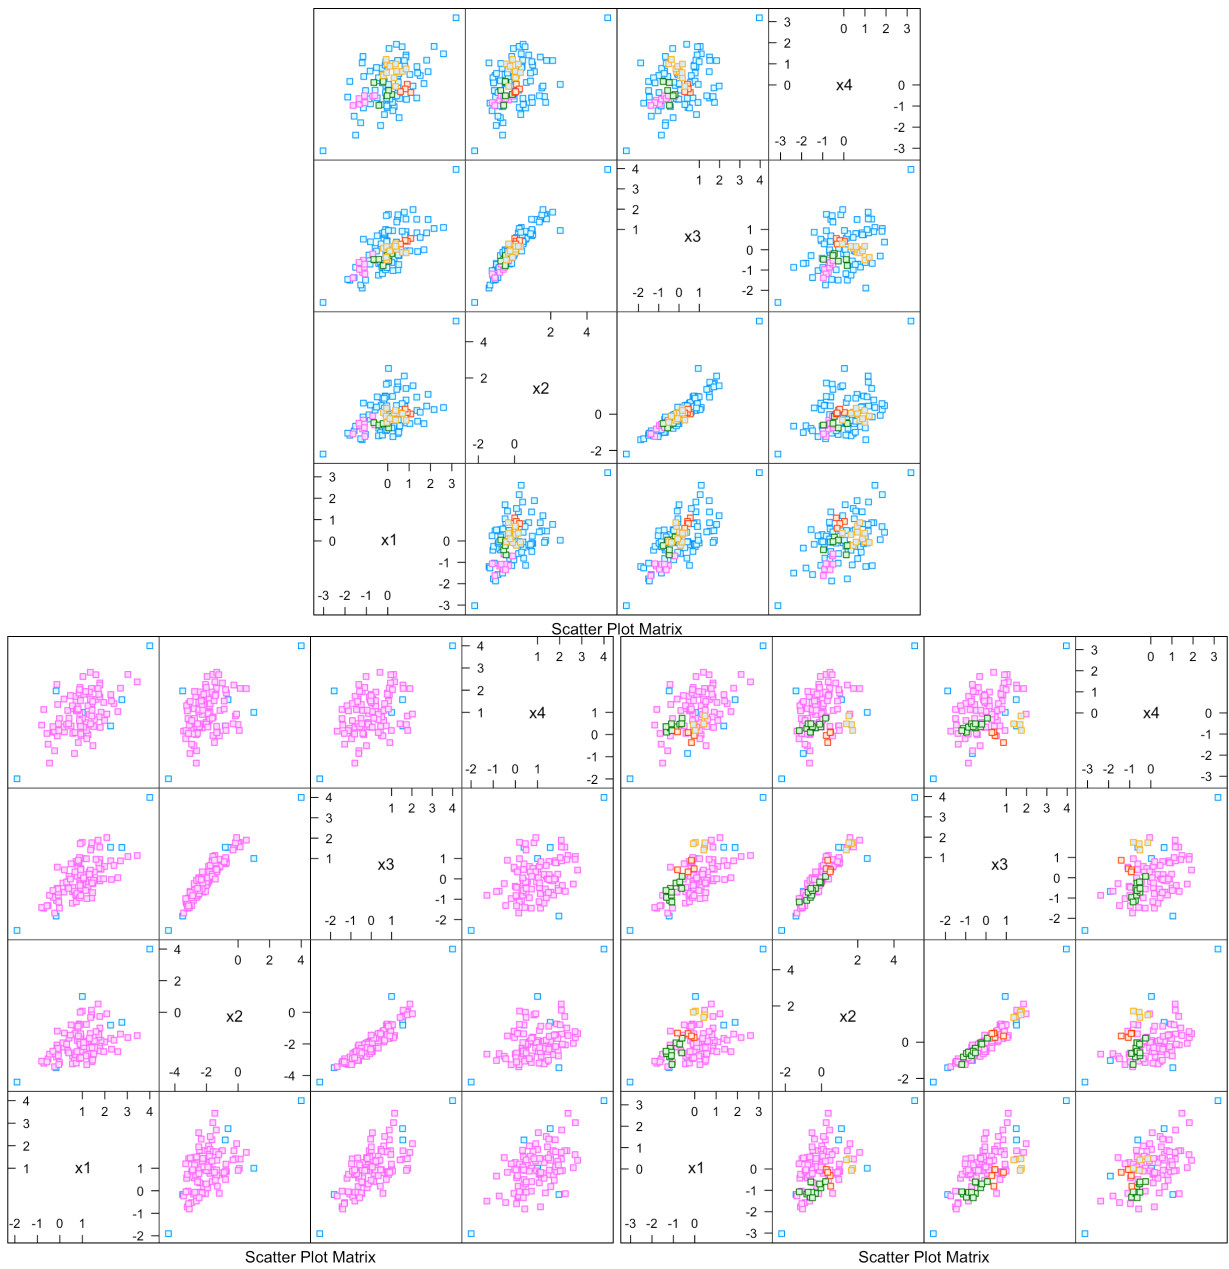 3
0 1 2 3
2
1
0 x4 0
-1
-2
-3 -2 -1 0 -3
4 1 2 3 4
3
2
1 x3 1
0
-1
-2 -1 0 1 -2
2 4
4
2 x2
0
-2 0 -2
3 0 1 2 3
2
1
0 x1 0
-1
-2
-3 -2 -1 0 -3
Scatter Plot Matrix
4 1 2 3 4
3
2
1 x4 1
0
-1
-2 -1 0 1 -2
4 1 2 3 4
3
2
1 x3 1
0
-1
-2 -1 0 1 -2
4 0 2 4
2
0 x2 0
-2
-4 -2 0 -4
4 1 2 3 4
3
2
1 x1 1
0
-1
-2 -1 0 1 -2
Scatter Plot Matrix
3 0 1 2 3
2
1
0 x4 0
-1
-2
-3 -2 -1 0 -3
4 1 2 3 4
3
2
1 x3 1
0
-1
-2 -1 0 1 -2
2 4
4
2 x2
0
-2 0 -2
3 0 1 2 3
2
1
0 x1 0
-1
-2
-3 -2 -1 0 -3
Scatter Plot Matrix